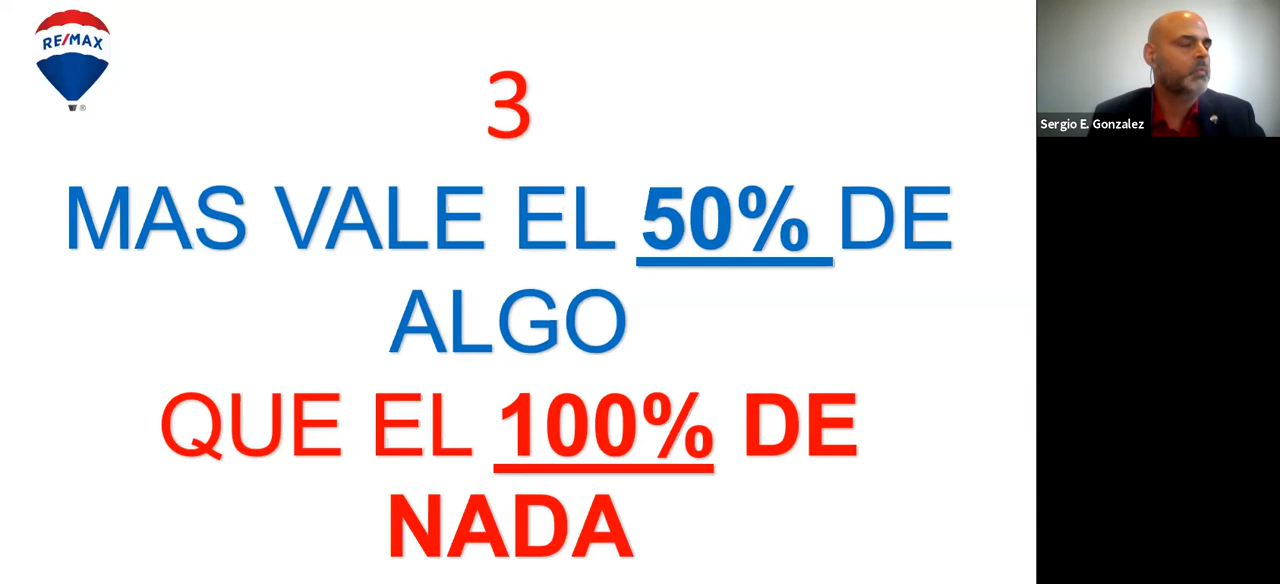 RE/MAX
®
3
MAS VALE EL 50% DE
ALGO
QUE EL 100% DE
NADA
Sergio E. Gonzalez